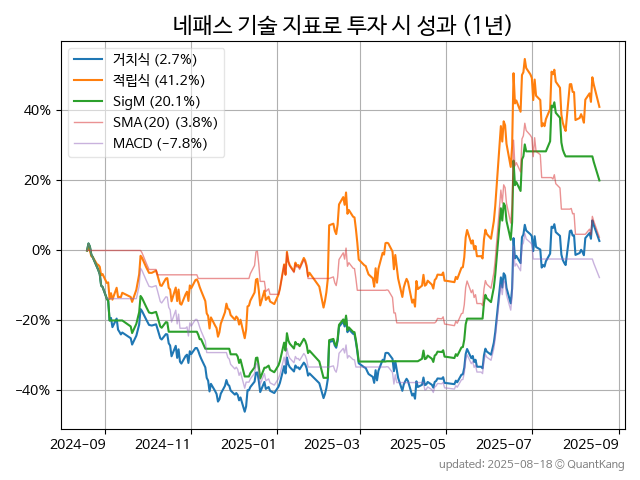 네패스 기술 지표로 투자 시 성과 (1년)
거치식 (2.7%)
적립식 (41.2%)
SigM (20.1%)
SMA(20) (3.8%)
MACD (−7.8%)
40%
20%
0%
−20%
−40%
2024−09 2024−11 2025−01 2025−03 2025−05 2025−07 2025−09
updated: 2025-08-18 © QuantKang